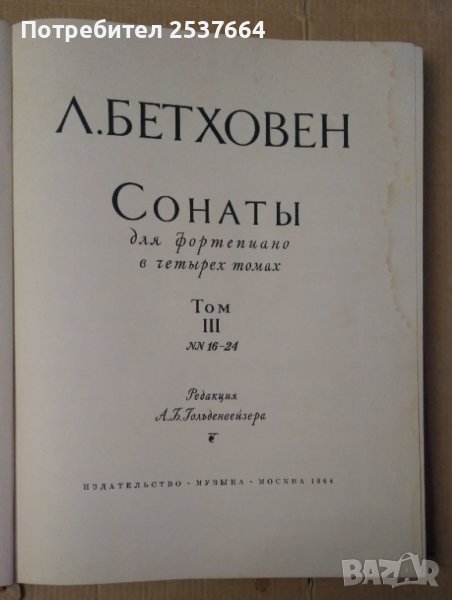 Потребител 2537664
Л.БЕТХОВЕН
СОНАТЫ
для фортепиано
в четырех томах
Том
III
NN 16-24
Редакция
А.Б.Гольденвейзера
ИЗДАТЕЛЬСТВО · МУЗЫКА · МОСКВА 1964
BAZAR